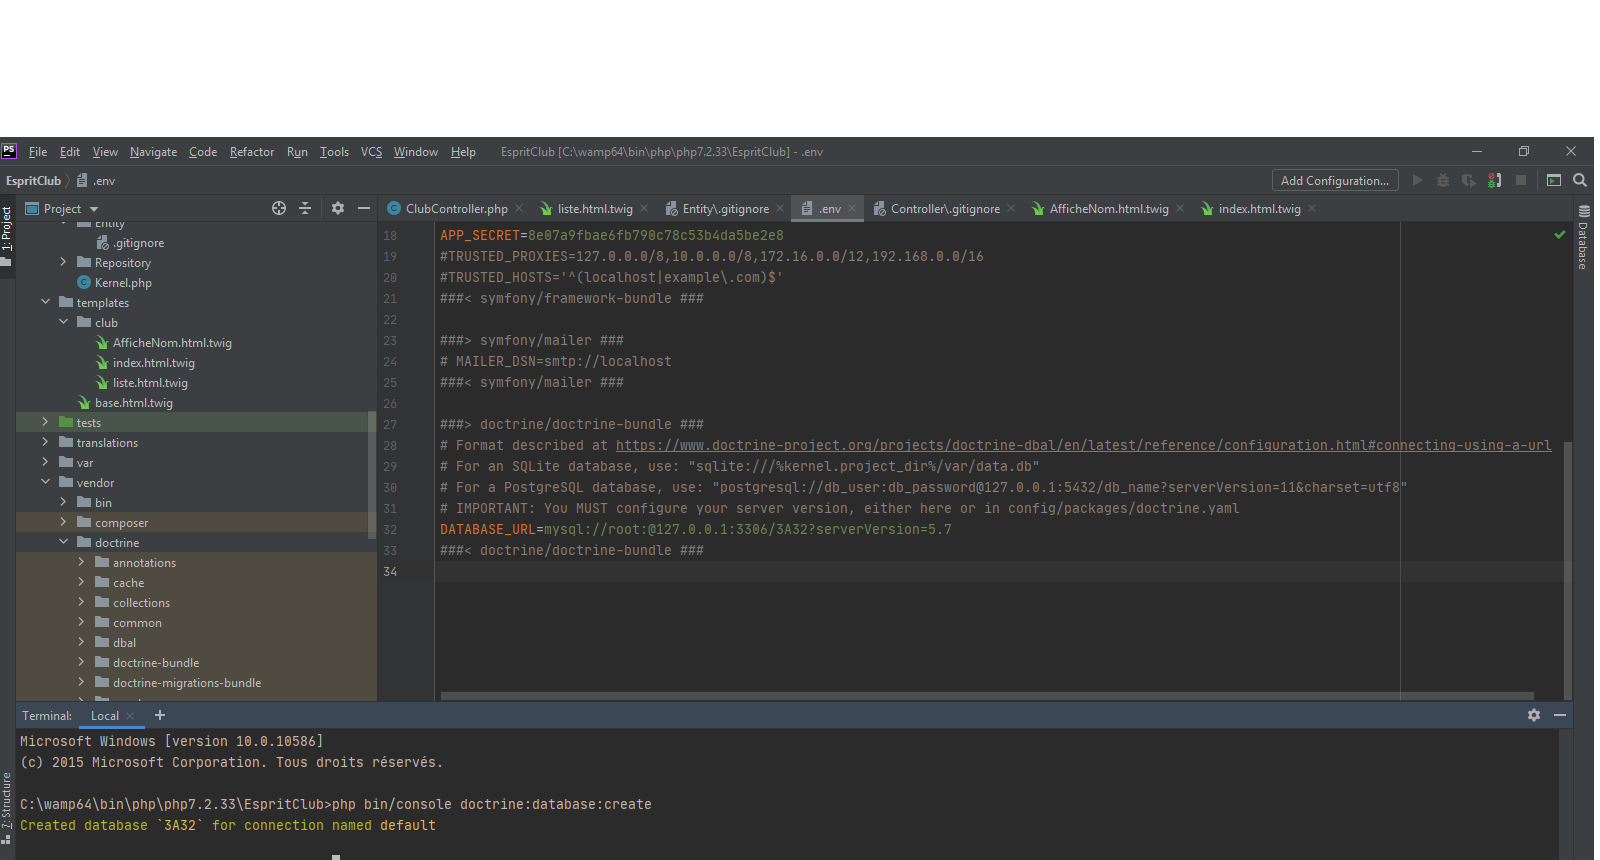 PS File Edit View Navigate Code Refactor Run Tools VCS Window Help EspritClub [C:\wamp64\bin\php\php7.2.33\EspritClub] - .env
EspritClub .env Add Configuration...
1: Project
Project
Entity
.gitignore
Repository
Kernel.php
templates
club
AfficheNom.html.twig
index.html.twig
liste.html.twig
base.html.twig
tests
translations
var
vendor
bin
composer
doctrine
annotations
cache
collections
common
dbal
doctrine-bundle
doctrine-migrations-bundle
ClubController.php liste.html.twig Entity\.gitignore .env Controller\.gitignore AfficheNom.html.twig index.html.twig
18 APP_SECRET=8e07a9fbae6fb790c78c53b4da5be2e8
19 #TRUSTED_PROXIES=127.0.0.0/8,10.0.0.0/8,172.16.0.0/12,192.168.0.0/16
20 #TRUSTED_HOSTS='^(localhost|example\.com)$'
21 ###< symfony/framework-bundle ###
22
23 ###> symfony/mailer ###
24 # MAILER_DSN=smtp://localhost
25 ###< symfony/mailer ###
26
27 ###> doctrine/doctrine-bundle ###
28 # Format described at https://www.doctrine-project.org/projects/doctrine-dbal/en/latest/reference/configuration.html#connecting-using-a-url
29 # For an SQLite database, use: "sqlite:///%kernel.project_dir%/var/data.db"
30 # For a PostgreSQL database, use: "postgresql://db_user:db_password@127.0.0.1:5432/db_name?serverVersion=11&charset=utf8"
31 # IMPORTANT: You MUST configure your server version, either here or in config/packages/doctrine.yaml
32 DATABASE_URL=mysql://root:@127.0.0.1:3306/3A32?serverVersion=5.7
33 ###< doctrine/doctrine-bundle ###
34
Database
Terminal: Local
Microsoft Windows [version 10.0.10586]
(c) 2015 Microsoft Corporation. Tous droits réservés.
C:\wamp64\bin\php\php7.2.33\EspritClub>php bin/console doctrine:database:create
Created database `3A32` for connection named default
7: Structure